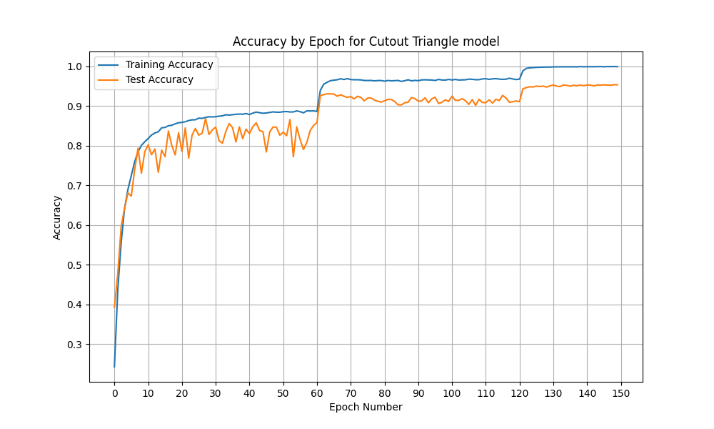 Accuracy by Epoch for Cutout Triangle model
Training Accuracy
Test Accuracy
Accuracy
1.0
0.9
0.8
0.7
0.6
0.5
0.4
0.3
0 10 20 30 40 50 60 70 80 90 100 110 120 130 140 150
Epoch Number